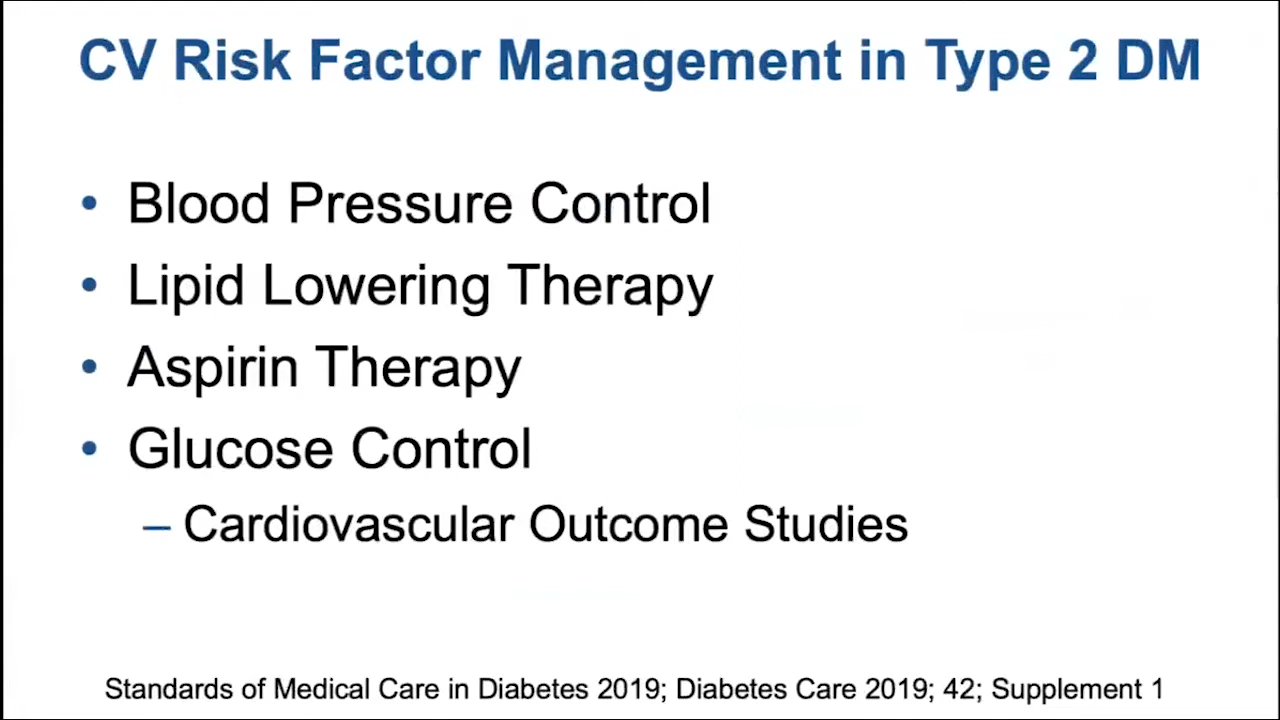 CV Risk Factor Management in Type 2 DM
• Blood Pressure Control
• Lipid Lowering Therapy
• Aspirin Therapy
• Glucose Control
– Cardiovascular Outcome Studies
Standards of Medical Care in Diabetes 2019; Diabetes Care 2019; 42; Supplement 1